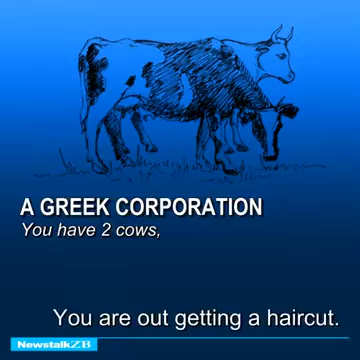 A GREEK CORPORATION
You have 2 cows,
You are out getting a haircut.
NewstalkZB